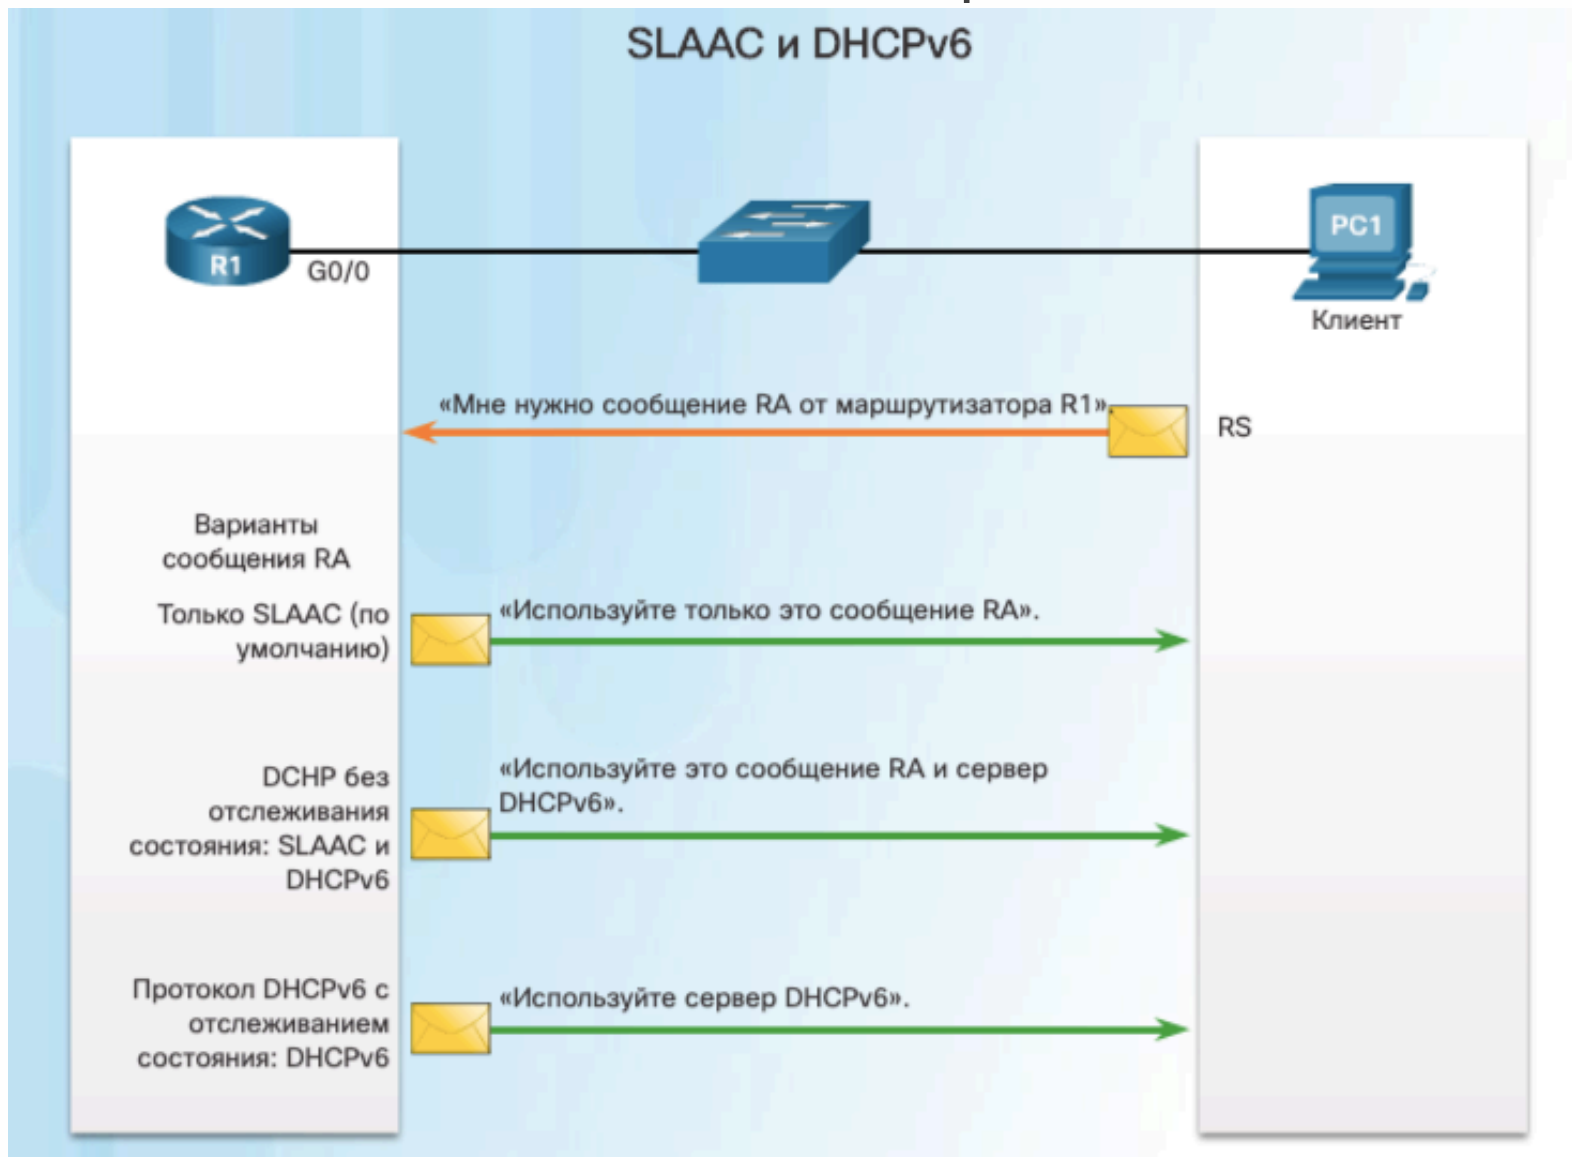 SLAAC и DHCPv6
R1
G0/0
PC1
Клиент
«Мне нужно сообщение RA от маршрутизатора R1».
RS
Варианты
сообщения RA
Только SLAAC (по
умолчанию)
«Используйте только это сообщение RA».
DCHP без
отслеживания
состояния: SLAAC и
DHCPv6
«Используйте это сообщение RA и сервер
DHCPv6».
Протокол DHCPv6 с
отслеживанием
состояния: DHCPv6
«Используйте сервер DHCPv6».